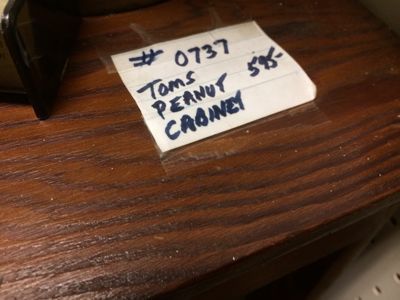 # 0737
TOMS 595-
PEANUT
CABINET